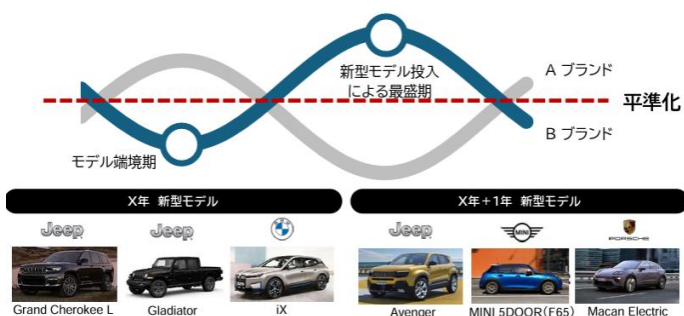 新型モデル投入
による最盛期
A ブランド
平準化
B ブランド
モデル端境期
X年 新型モデル
X年＋1年 新型モデル
Jeep
Jeep
Jeep
MINI
PORSCHE
Grand Cherokee L
Gladiator
iX
Avenger
MINI 5DOOR(F65)
Macan Electric